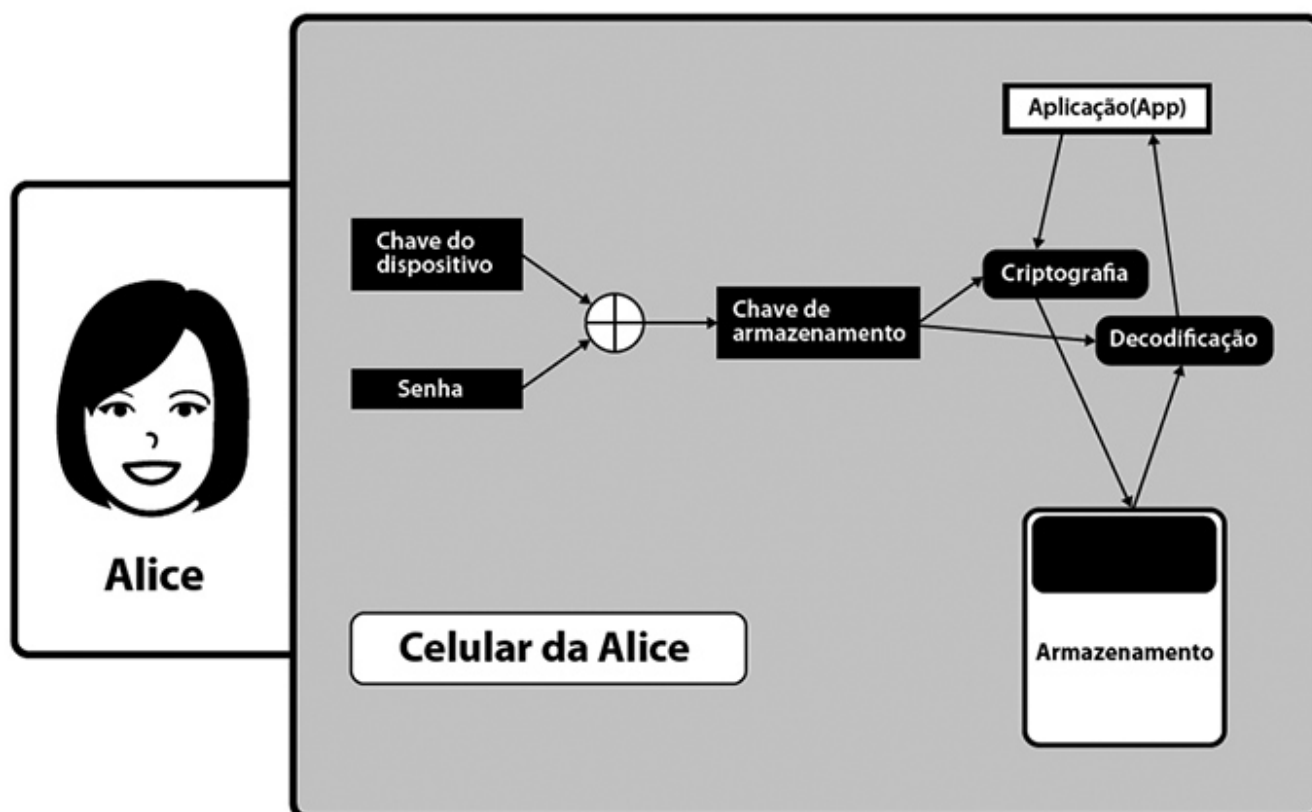 Aplicação(App)
Chave do
dispositivo
Criptografia
Chave de
armazenamento
Decodificação
Senha
Alice
Celular da Alice
Armazenamento